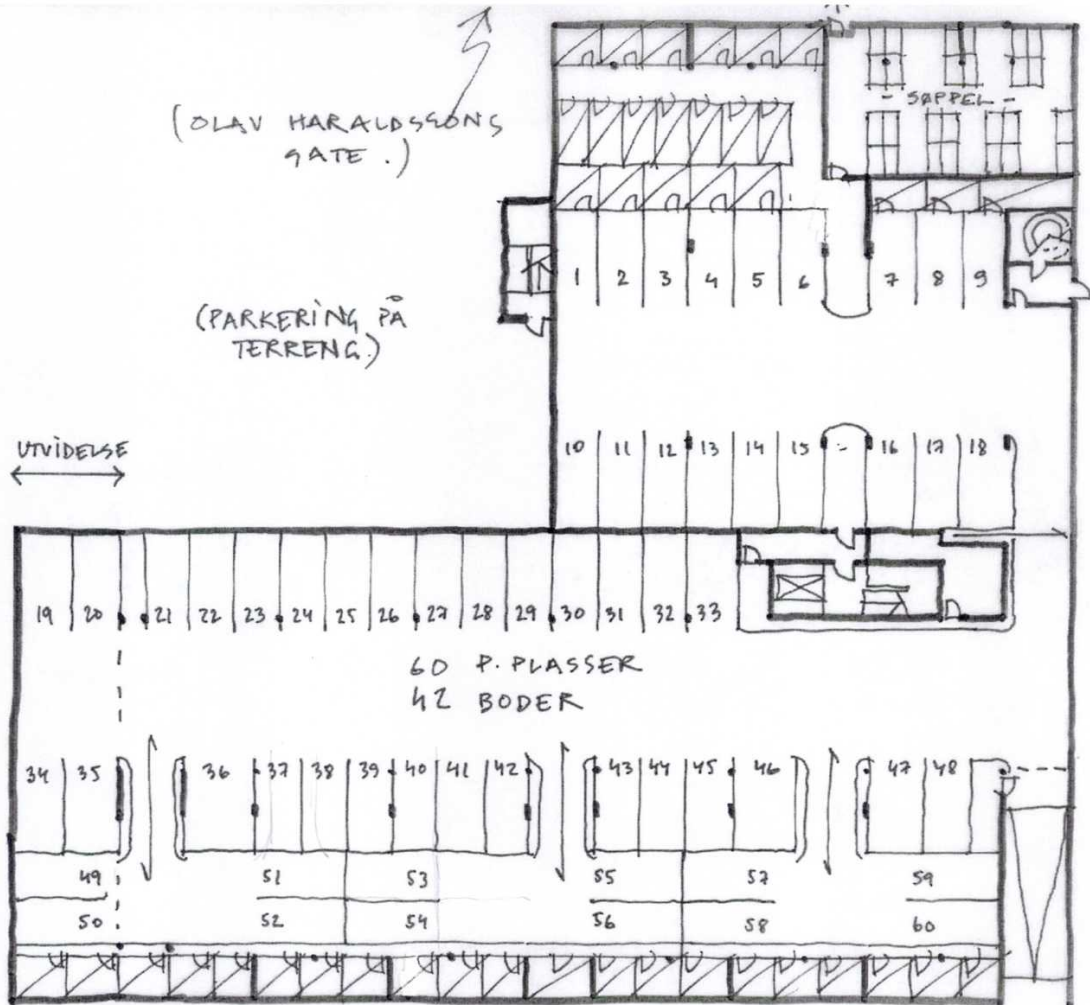 (OLAV HARALDSSONS
GATE.)
- SØPPEL -
1 2 3 4 5 6 7 8 9
(PARKERING PÅ
TERRENG.)
10 11 12 13 14 15 16 17 18
UTVIDELSE
19 20 21 22 23 24 25 26 27 28 29 30 31 32 33
60 P. PLASSER
42 BODER
34 35 36 37 38 39 40 41 42 43 44 45 46 47 48
49 51 53 55 57 59
50 52 54 56 58 60